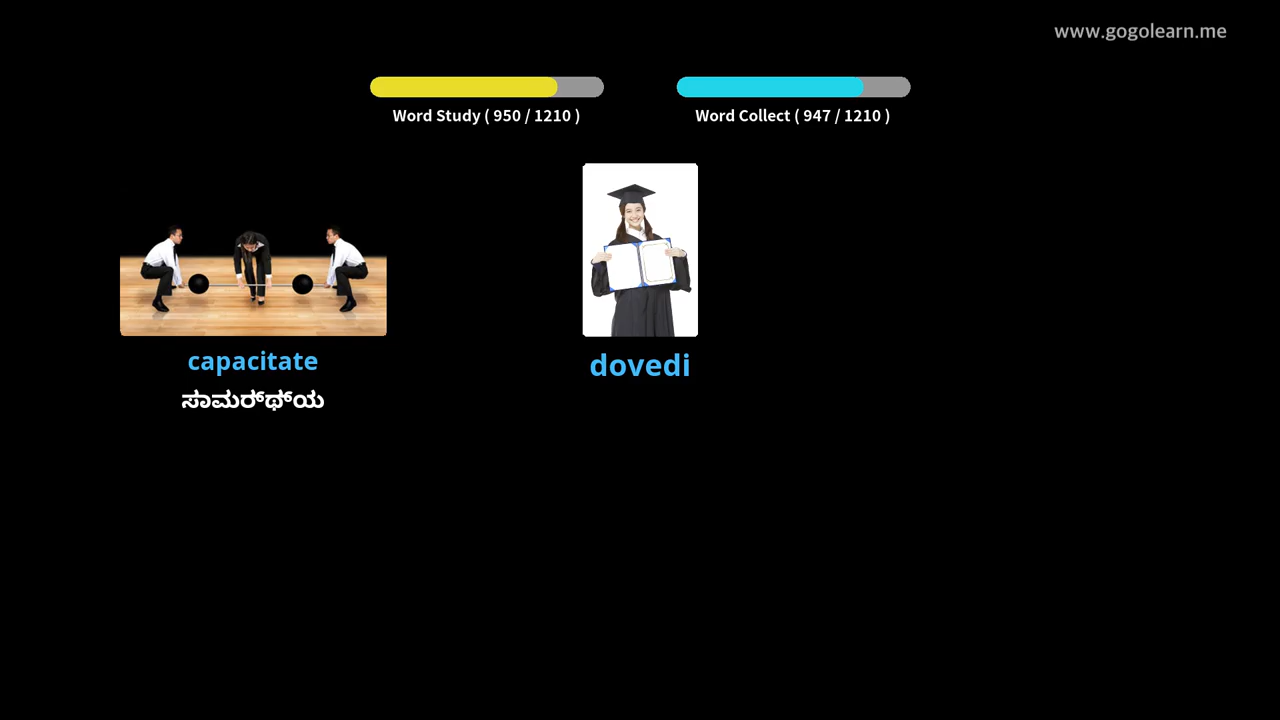 www.gogolearn.me
Word Study ( 950 / 1210 )
Word Collect ( 947 / 1210 )
capacitate
ಸಾಮರ್‌ಥ್‌ಯ
dovedi